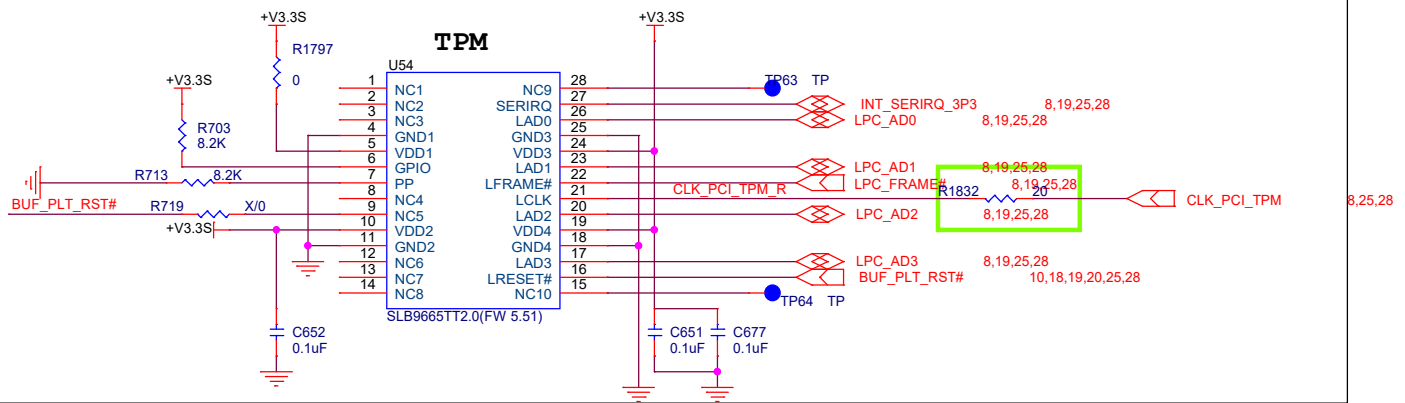 +V3.3S
+V3.3S
TPM
R1797
0
U54
+V3.3S
R703
8.2K
1 NC1
2 NC2
3 NC3
4 GND1
5 VDD1
6 GPIO
7 PP
8 NC4
9 NC5
10 VDD2
11 GND2
12 NC6
13 NC7
14 NC8
NC9 28
SERIRQ 27
LAD0 26
GND3 25
VDD3 24
LAD1 23
LFRAME# 22
LCLK 21
LAD2 20
VDD4 19
GND4 18
LAD3 17
LRESET# 16
NC10 15
SLB9665TT2.0(FW 5.51)
R713 8.2K
BUF_PLT_RST#
R719 X/0
+V3.3S
C652
0.1uF
TP63 TP
INT_SERIRQ_3P3 8,19,25,28
LPC_AD0 8,19,25,28
LPC_AD1 8,19,25,28
LPC_FRAME# 8,19,25,28
CLK_PCI_TPM_R
R1832 20
CLK_PCI_TPM 8,25,28
LPC_AD2 8,19,25,28
LPC_AD3 8,19,25,28
BUF_PLT_RST# 10,18,19,20,25,28
TP64 TP
C651
0.1uF
C677
0.1uF